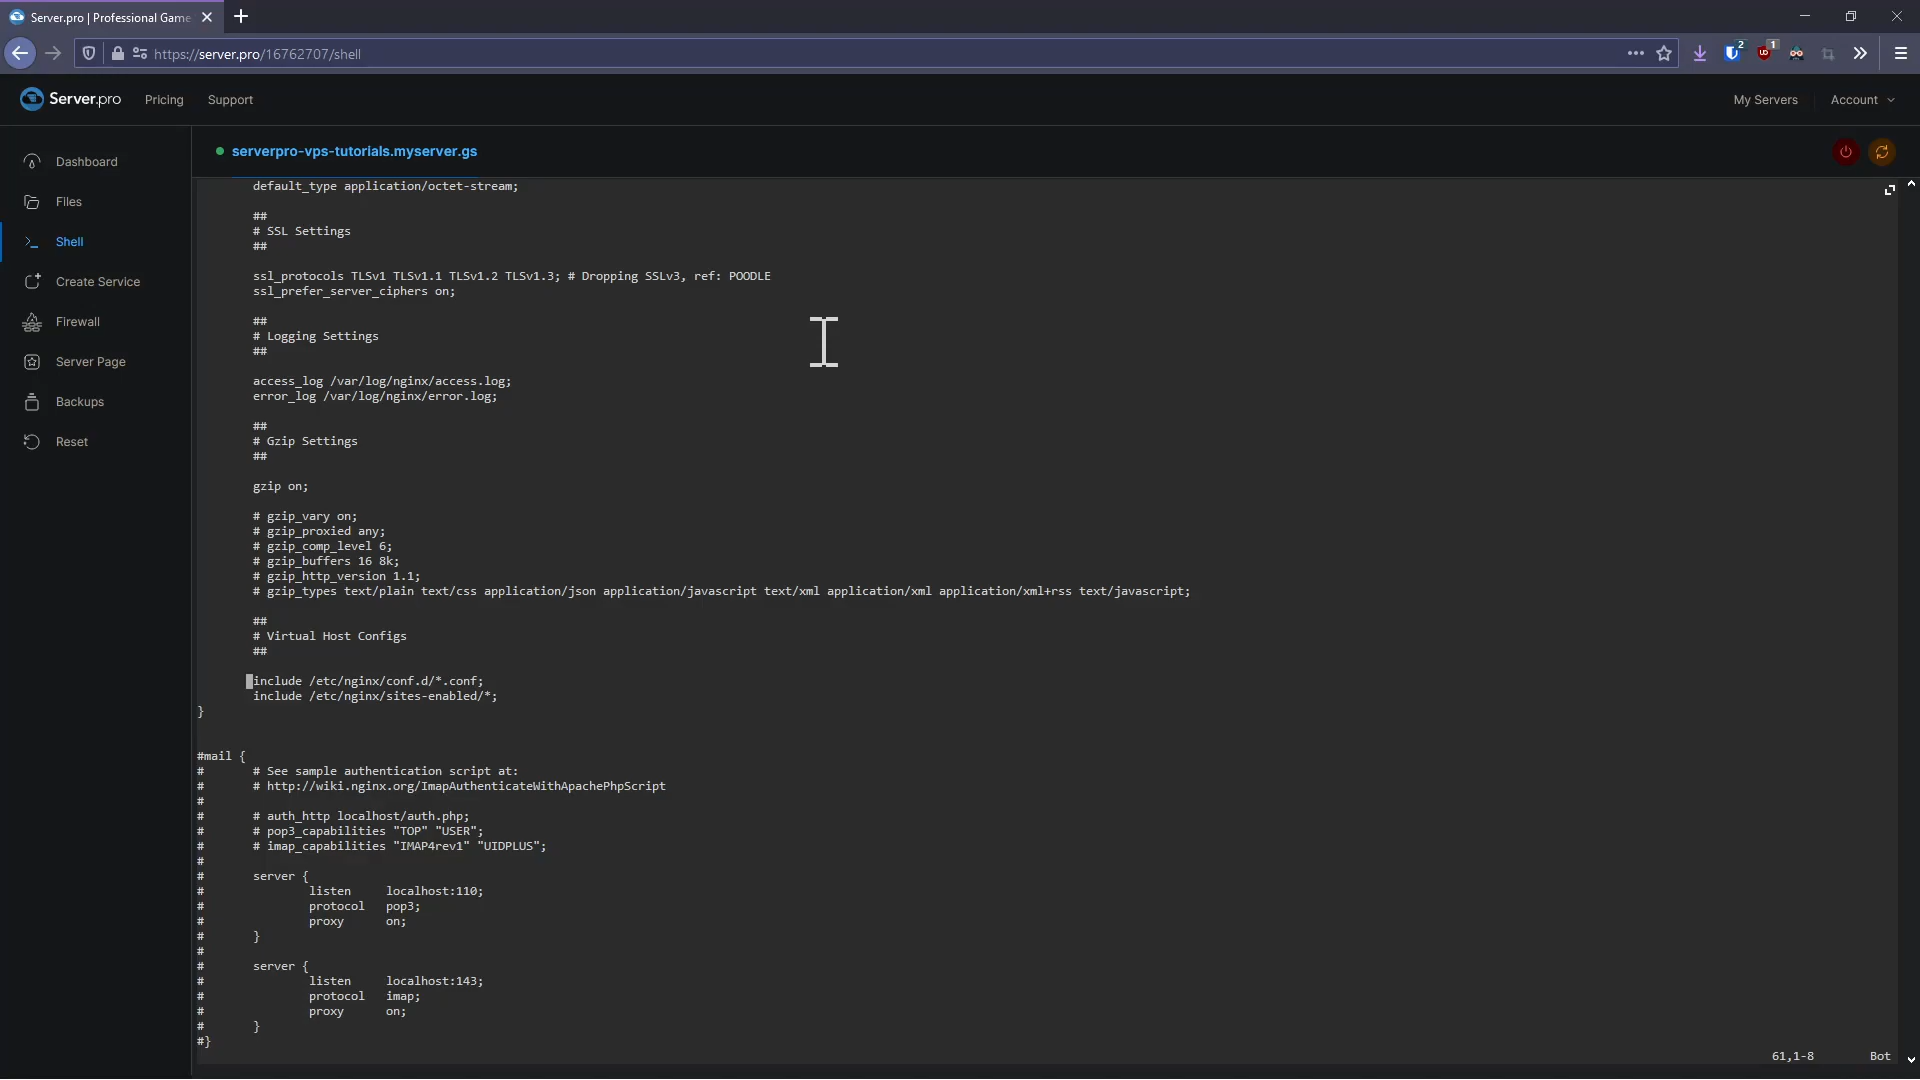 Server.pro | Professional Game
https://server.pro/16762707/shell
2
1
Server.pro
Pricing
Support
My Servers
Account
Dashboard
Files
Shell
Create Service
Firewall
Server Page
Backups
Reset
serverpro-vps-tutorials.myserver.gs
default_type application/octet-stream;
##
# SSL Settings
##
ssl_protocols TLSv1 TLSv1.1 TLSv1.2 TLSv1.3; # Dropping SSLv3, ref: POODLE
ssl_prefer_server_ciphers on;
##
# Logging Settings
##
access_log /var/log/nginx/access.log;
error_log /var/log/nginx/error.log;
##
# Gzip Settings
##
gzip on;
# gzip_vary on;
# gzip_proxied any;
# gzip_comp_level 6;
# gzip_buffers 16 8k;
# gzip_http_version 1.1;
# gzip_types text/plain text/css application/json application/javascript text/xml application/xml application/xml+rss text/javascript;
##
# Virtual Host Configs
##
include /etc/nginx/conf.d/*.conf;
include /etc/nginx/sites-enabled/*;
}
#mail {
#       # See sample authentication script at:
#       # http://wiki.nginx.org/ImapAuthenticateWithApachePhpScript
#
#       # auth_http localhost/auth.php;
#       # pop3_capabilities "TOP" "USER";
#       # imap_capabilities "IMAP4rev1" "UIDPLUS";
#
#       server {
#               listen     localhost:110;
#               protocol   pop3;
#               proxy      on;
#       }
#
#       server {
#               listen     localhost:143;
#               protocol   imap;
#               proxy      on;
#       }
#}
61,1-8
Bot